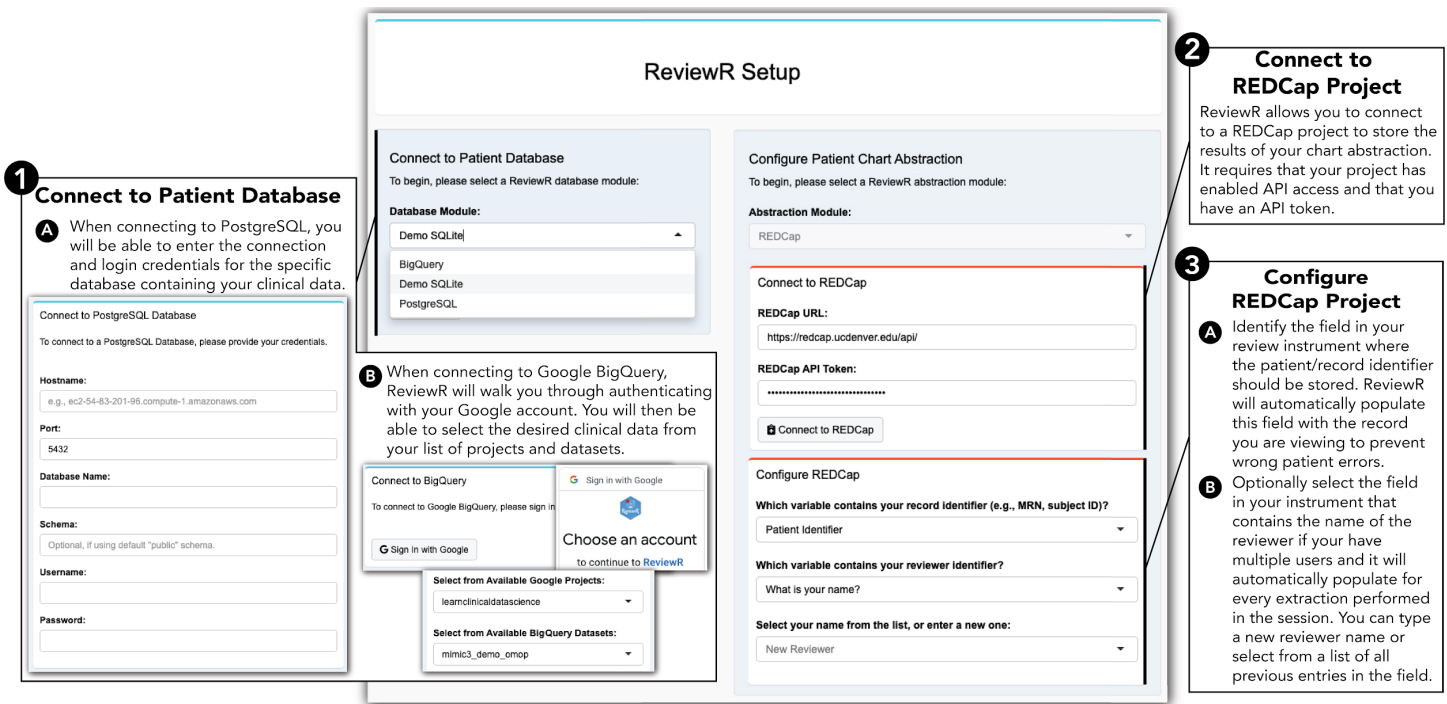 ReviewR Setup
1
Connect to Patient Database
A
When connecting to PostgreSQL, you
will be able to enter the connection
and login credentials for the specific
database containing your clinical data.
Connect to PostgreSQL Database
To connect to a PostgreSQL Database, please provide your credentials.
Hostname:
e.g., ec2-54-83-201-96.compute-1.amazonaws.com
Port:
5432
Database Name:
Schema:
Optional, if using default "public" schema.
Username:
Password:
Connect to Patient Database
To begin, please select a ReviewR database module:
Database Module:
Demo SQLite
BigQuery
Demo SQLite
PostgreSQL
B
When connecting to Google BigQuery,
ReviewR will walk you through authenticating
with your Google account. You will then be
able to select the desired clinical data from
your list of projects and datasets.
Connect to BigQuery
To connect to Google BigQuery, please sign in
G Sign In with Google
G Sign in with Google
ReviewR
Choose an account
to continue to ReviewR
Select from Available Google Projects:
learnclinicaldatascience
Select from Available BigQuery Datasets:
mimic3_demo_omop
Configure Patient Chart Abstraction
To begin, please select a ReviewR abstraction module:
Abstraction Module:
REDCap
Connect to REDCap
REDCap URL:
https://redcap.ucdenver.edu/api/
REDCap API Token:
••••••••••••••••••••••••••••••••
Connect to REDCap
Configure REDCap
Which variable contains your record identifier (e.g., MRN, subject ID)?
Patient Identifier
Which variable contains your reviewer identifier?
What is your name?
Select your name from the list, or enter a new one:
New Reviewer
2
Connect to
REDCap Project
ReviewR allows you to connect
to a REDCap project to store the
results of your chart abstraction.
It requires that your project has
enabled API access and that you
have an API token.
3
Configure
REDCap Project
A
Identify the field in your
review instrument where
the patient/record identifier
should be stored. ReviewR
will automatically populate
this field with the record
you are viewing to prevent
wrong patient errors.
B
Optionally select the field
in your instrument that
contains the name of the
reviewer if your have
multiple users and it will
automatically populate for
every extraction performed
in the session. You can type
a new reviewer name or
select from a list of all
previous entries in the field.